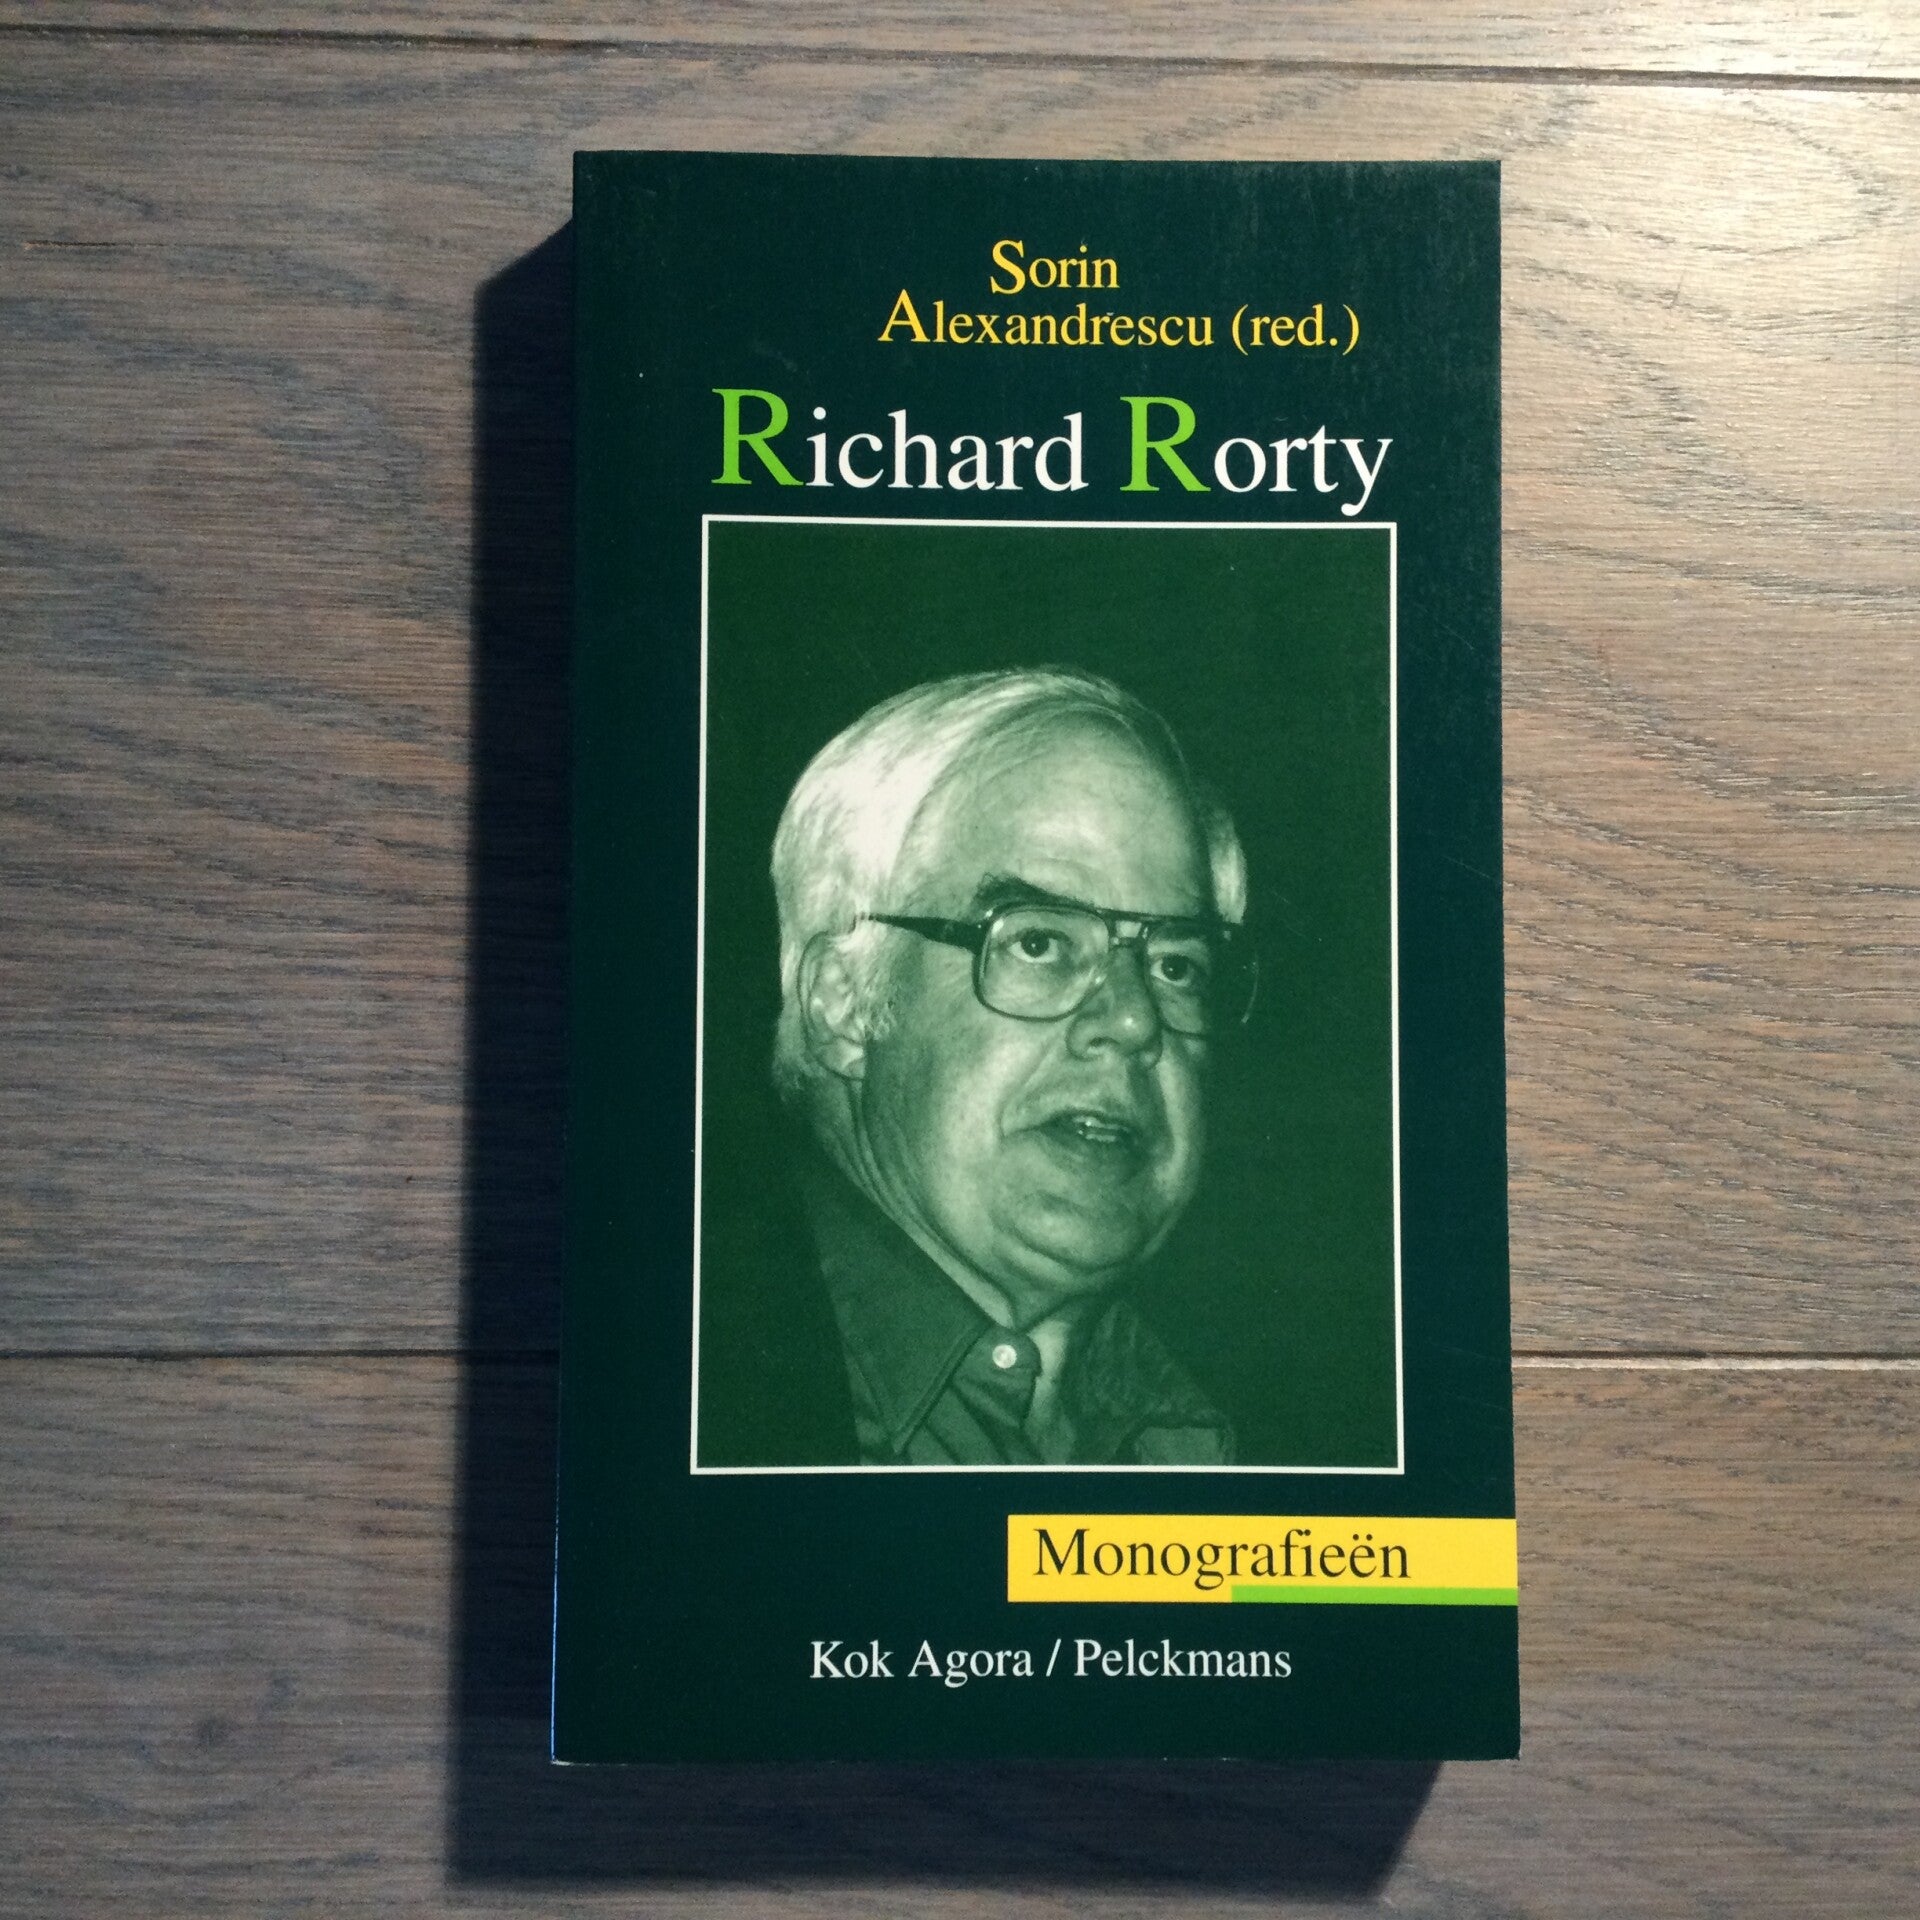 Sorin
Alexandrescu (red.)
Richard Rorty
Monografieën
Kok Agora / Pelckmans